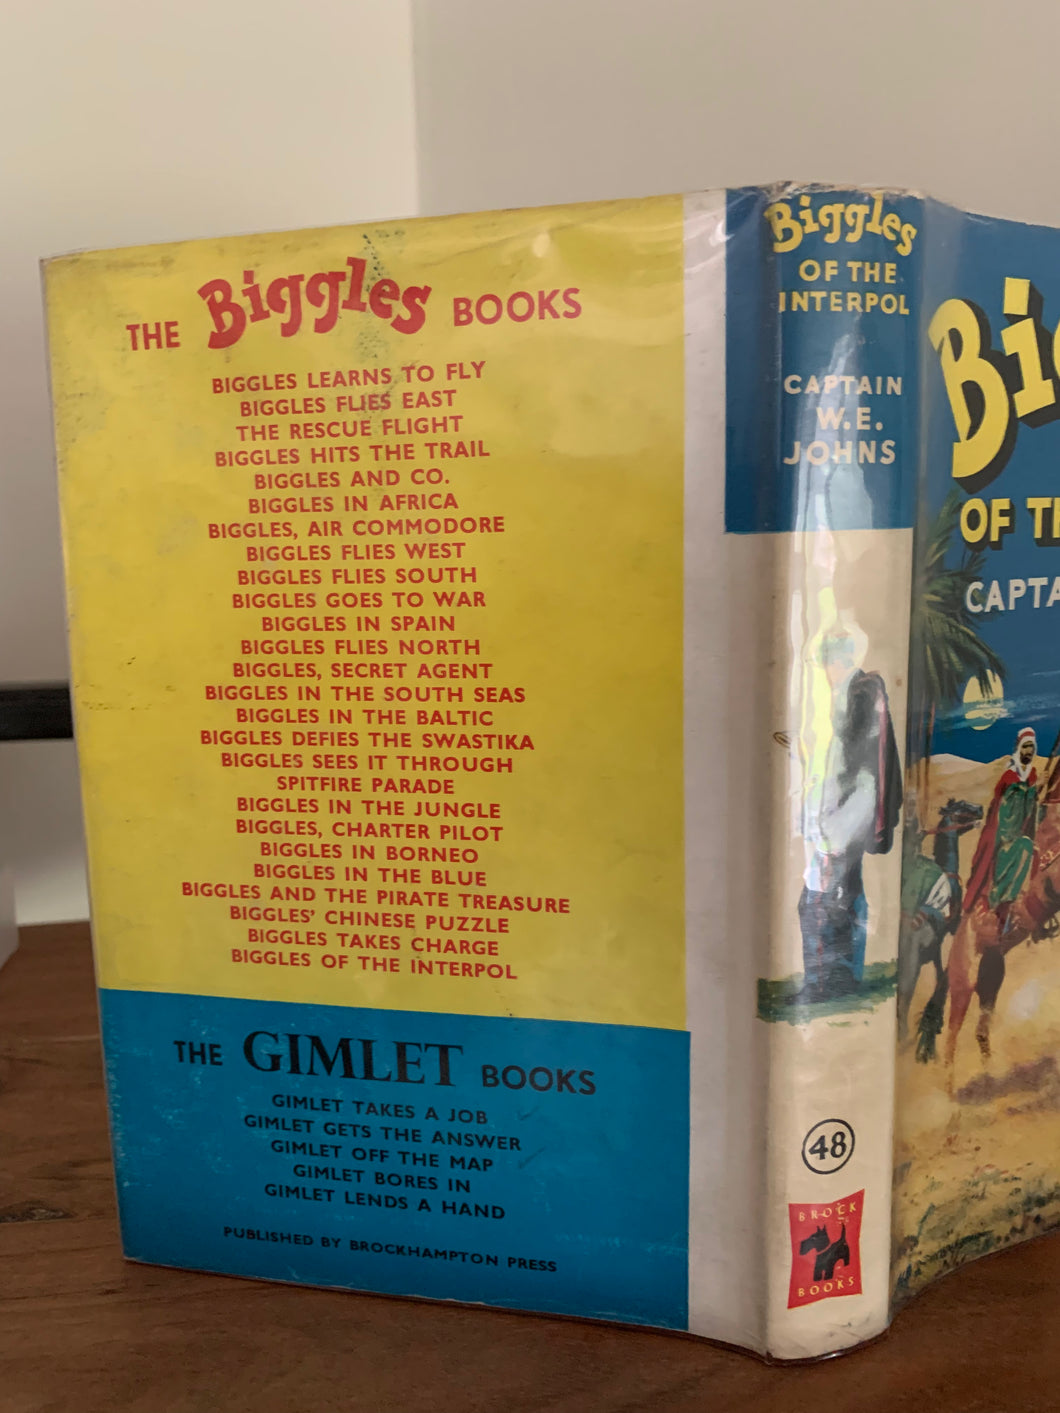 THE Biggles BOOKS
BIGGLES LEARNS TO FLY
BIGGLES FLIES EAST
THE RESCUE FLIGHT
BIGGLES HITS THE TRAIL
BIGGLES AND CO.
BIGGLES IN AFRICA
BIGGLES, AIR COMMODORE
BIGGLES FLIES WEST
BIGGLES FLIES SOUTH
BIGGLES GOES TO WAR
BIGGLES IN SPAIN
BIGGLES FLIES NORTH
BIGGLES, SECRET AGENT
BIGGLES IN THE SOUTH SEAS
BIGGLES IN THE BALTIC
BIGGLES DEFIES THE SWASTIKA
BIGGLES SEES IT THROUGH
SPITFIRE PARADE
BIGGLES IN THE JUNGLE
BIGGLES, CHARTER PILOT
BIGGLES IN BORNEO
BIGGLES IN THE BLUE
BIGGLES AND THE PIRATE TREASURE
BIGGLES' CHINESE PUZZLE
BIGGLES TAKES CHARGE
BIGGLES OF THE INTERPOL
THE GIMLET BOOKS
GIMLET TAKES A JOB
GIMLET GETS THE ANSWER
GIMLET OFF THE MAP
GIMLET BORES IN
GIMLET LENDS A HAND
PUBLISHED BY BROCKHAMPTON PRESS
Biggles
OF THE
INTERPOL
CAPTAIN
W.E.
JOHNS
48
BROCK
BOOKS
Big
OF TH
CAPTA